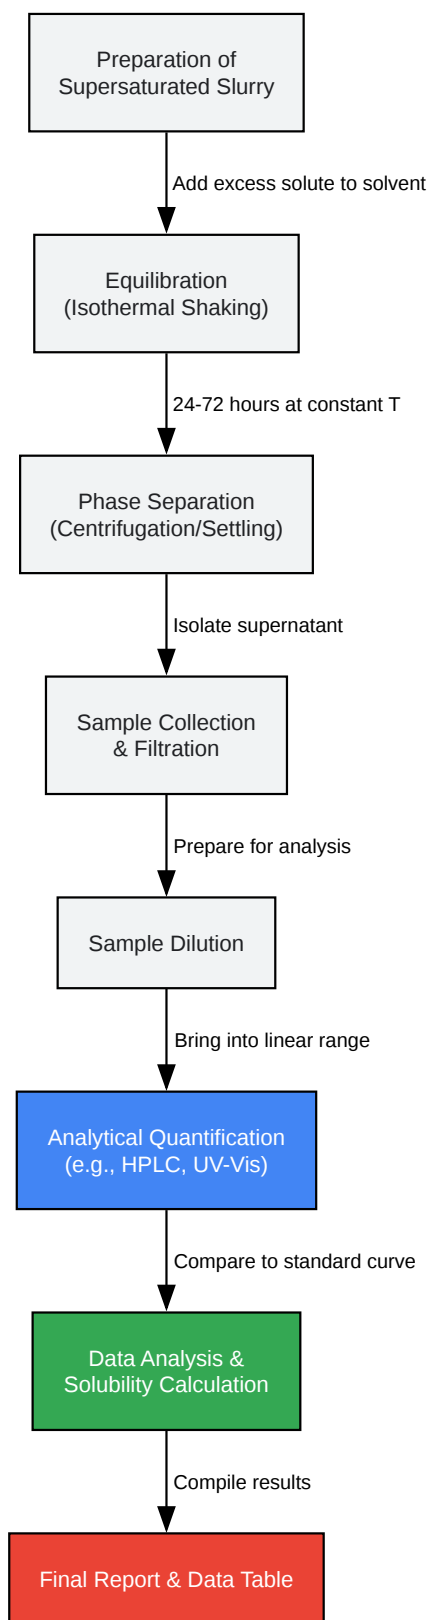 Preparation of
Supersaturated Slurry
Add excess solute to solvent
Equilibration
(Isothermal Shaking)
24-72 hours at constant T
Phase Separation
(Centrifugation/Settling)
Isolate supernatant
Sample Collection
& Filtration
Prepare for analysis
Sample Dilution
Bring into linear range
Analytical Quantification
(e.g., HPLC, UV-Vis)
Compare to standard curve
Data Analysis &
Solubility Calculation
Compile results
Final Report & Data Table